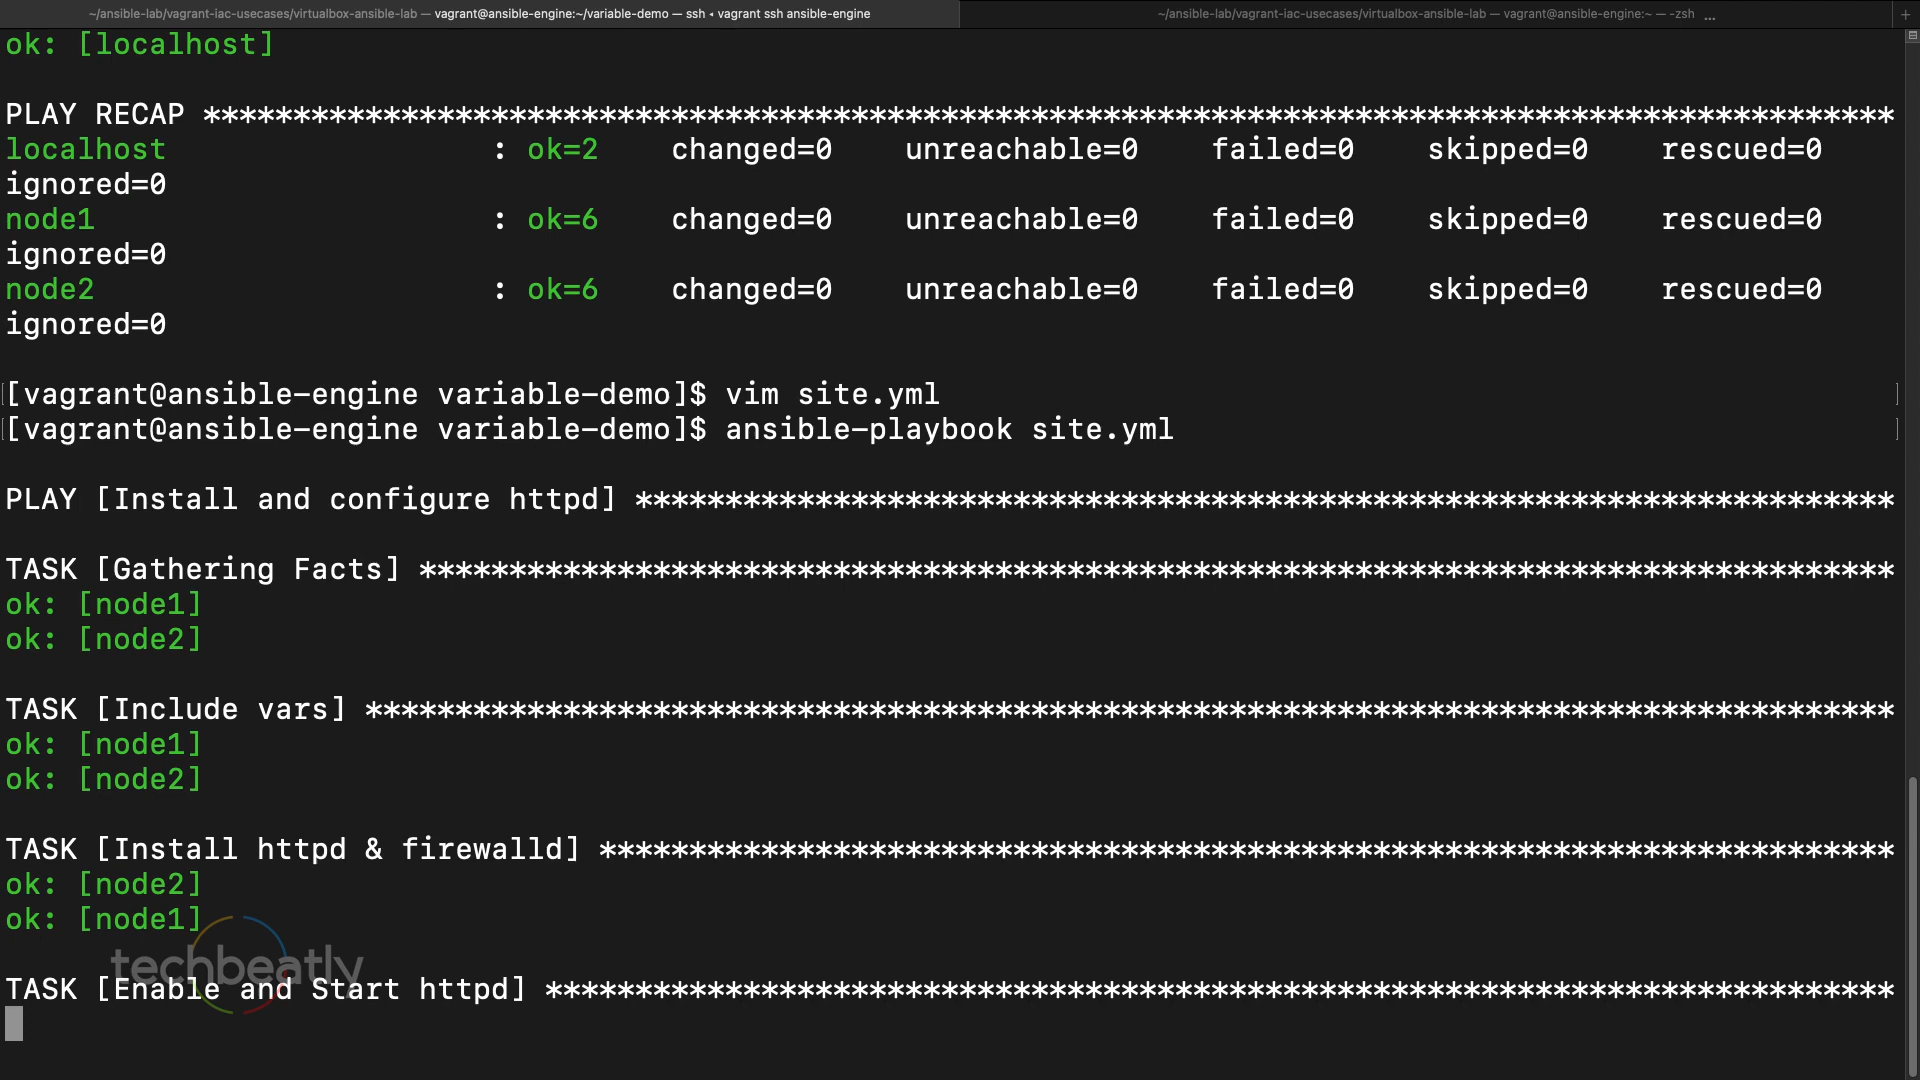 ~/ansible-lab/vagrant-iac-usecases/virtualbox-ansible-lab — vagrant@ansible-engine:~/variable-demo — ssh ◂ vagrant ssh ansible-engine
~/ansible-lab/vagrant-iac-usecases/virtualbox-ansible-lab — vagrant@ansible-engine:~ — -zsh ...
ok: [localhost]
PLAY RECAP **********************************************************************************************
localhost : ok=2 changed=0 unreachable=0 failed=0 skipped=0 rescued=0
ignored=0
node1 : ok=6 changed=0 unreachable=0 failed=0 skipped=0 rescued=0
ignored=0
node2 : ok=6 changed=0 unreachable=0 failed=0 skipped=0 rescued=0
ignored=0
[vagrant@ansible-engine variable-demo]$ vim site.yml
[vagrant@ansible-engine variable-demo]$ ansible-playbook site.yml
PLAY [Install and configure httpd] **********************************************************************
TASK [Gathering Facts] **********************************************************************************
ok: [node1]
ok: [node2]
TASK [Include vars] *************************************************************************************
ok: [node1]
ok: [node2]
TASK [Install httpd & firewalld] ************************************************************************
ok: [node2]
ok: [node1]
techbeatly
TASK [Enable and Start httpd] ***************************************************************************